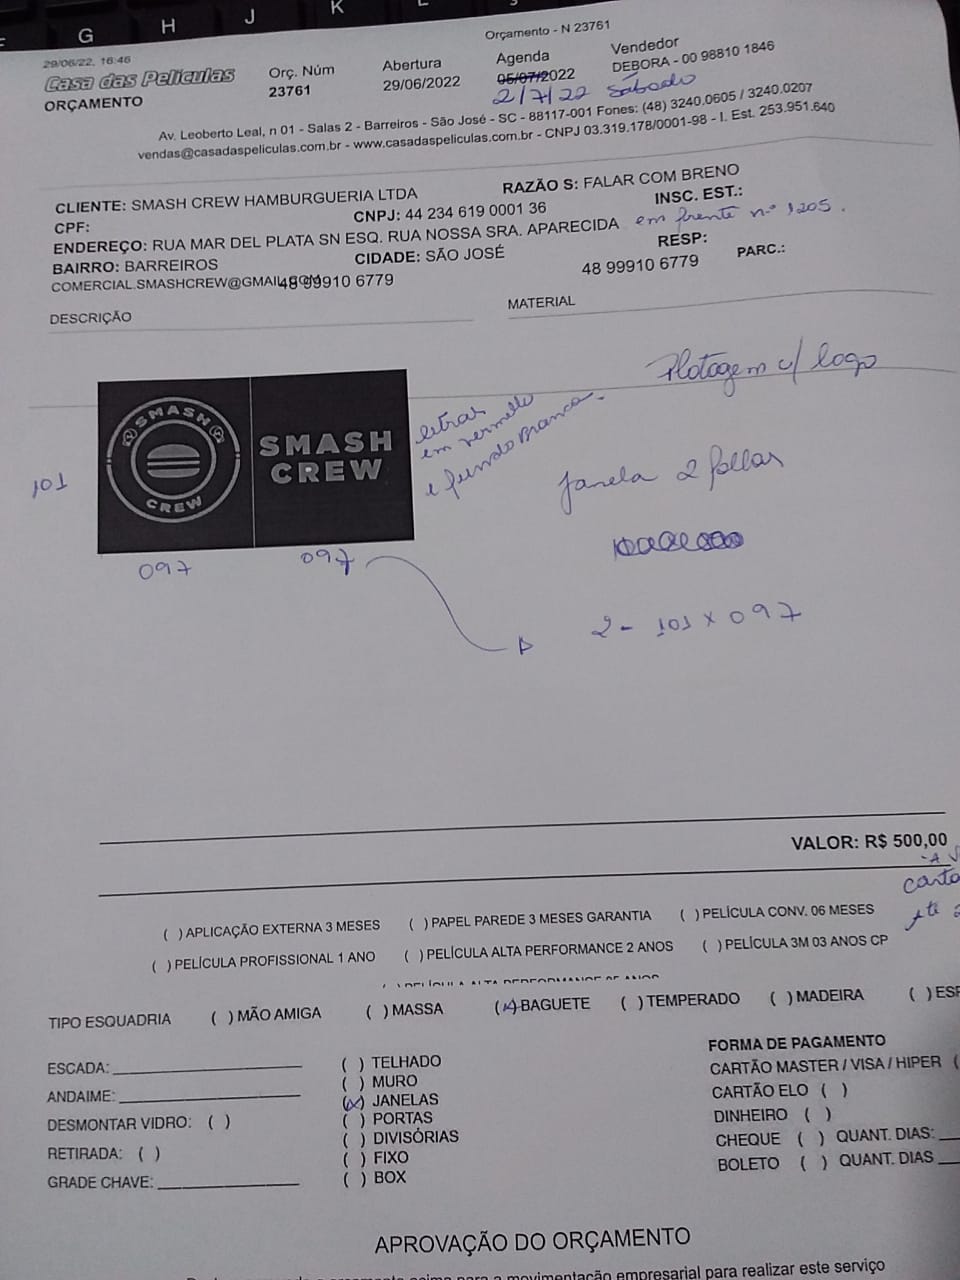 G H J K L
Orçamento - N 23761
29/06/22, 16:46
Casa das Películas
ORÇAMENTO
Orç. Núm
23761
Abertura
29/06/2022
Agenda
05/07/2022
2/7/22 Sábado
Vendedor
DEBORA - 00 98810 1846
Av. Leoberto Leal, n 01 - Salas 2 - Barreiros - São José - SC - 88117-001 Fones: (48) 3240.0605 / 3240.0207
vendas@casadaspeliculas.com.br - www.casadaspeliculas.com.br - CNPJ 03.319.178/0001-98 - I. Est. 253.951.640
CLIENTE: SMASH CREW HAMBURGUERIA LTDA
RAZÃO S: FALAR COM BRENO
CPF:
CNPJ: 44 234 619 0001 36
INSC. EST.:
ENDEREÇO: RUA MAR DEL PLATA SN ESQ. RUA NOSSA SRA. APARECIDA em frente nº 1205.
BAIRRO: BARREIROS
CIDADE: SÃO JOSÉ
RESP:
PARC.:
COMERCIAL.SMASHCREW@GMAIL.COM
48 99910 6779
48 99910 6779
DESCRIÇÃO
MATERIAL
Plotagem c/ logo
SMASH
CREW
SMASH
CREW
letras
em vermelho
e fundo Branco.
101
097
097
Janela 2 folhas
2 - 101 x 097
VALOR: R$ 500,00
( ) APLICAÇÃO EXTERNA 3 MESES ( ) PAPEL PAREDE 3 MESES GARANTIA ( ) PELÍCULA CONV. 06 MESES
( ) PELÍCULA PROFISSIONAL 1 ANO ( ) PELÍCULA ALTA PERFORMANCE 2 ANOS ( ) PELÍCULA 3M 03 ANOS CP
TIPO ESQUADRIA ( ) MÃO AMIGA ( ) MASSA (x) BAGUETE ( ) TEMPERADO ( ) MADEIRA ( ) ESP
ESCADA:
ANDAIME:
DESMONTAR VIDRO: ( )
RETIRADA: ( )
GRADE CHAVE:
( ) TELHADO
( ) MURO
(x) JANELAS
( ) PORTAS
( ) DIVISÓRIAS
( ) FIXO
( ) BOX
FORMA DE PAGAMENTO
CARTÃO MASTER / VISA / HIPER (
CARTÃO ELO ( )
DINHEIRO ( )
CHEQUE ( ) QUANT. DIAS:
BOLETO ( ) QUANT. DIAS
APROVAÇÃO DO ORÇAMENTO
acima para a movimentação empresarial para realizar este serviço